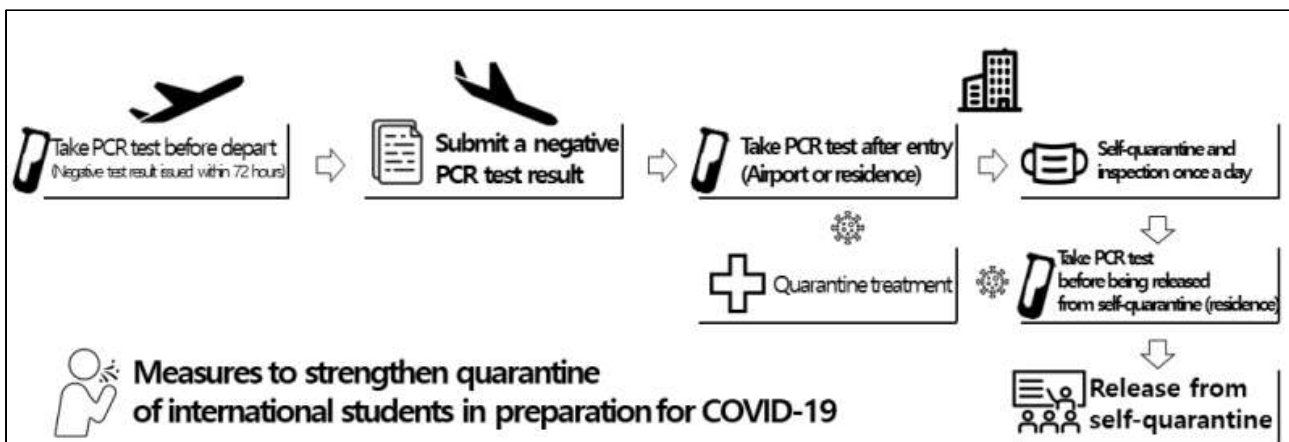 Take PCR test before depart
(Negative test result issued within 72 hours)
Submit a negative
PCR test result
Take PCR test after entry
(Airport or residence)
Self-quarantine and
inspection once a day
Quarantine treatment
Take PCR test
before being released
from self-quarantine (residence)
Release from
self-quarantine
Measures to strengthen quarantine
of international students in preparation for COVID-19